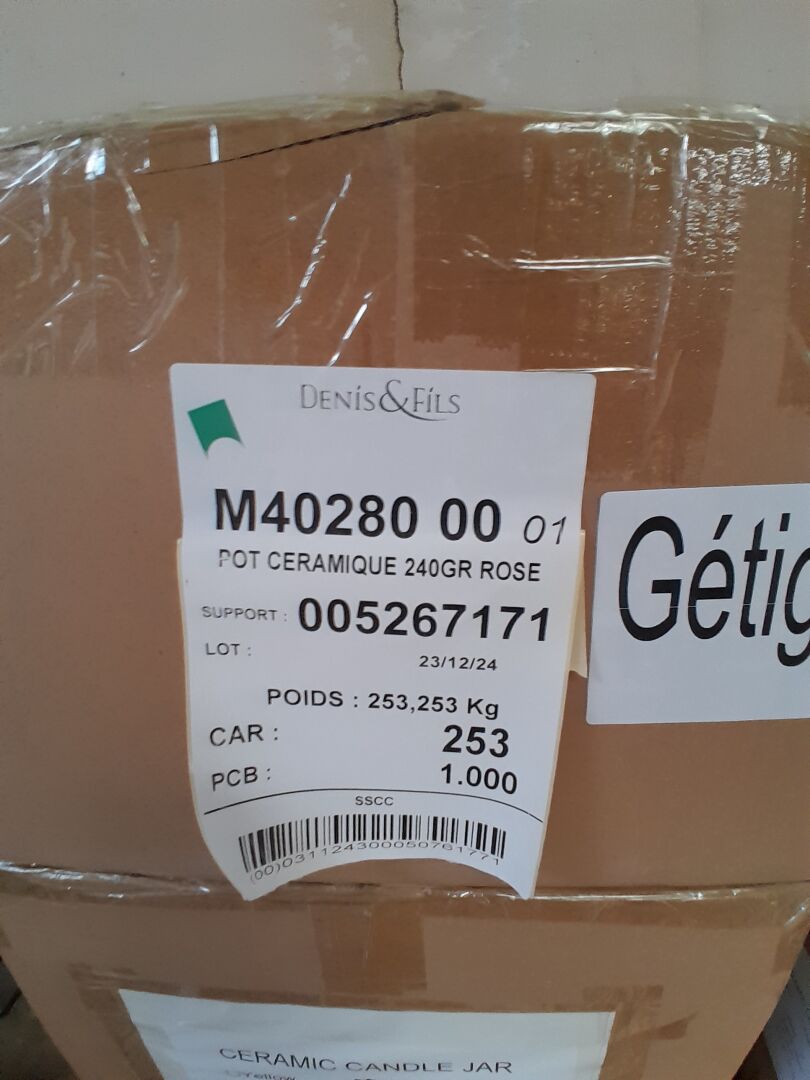 DENIS&FILS
M40280 00 01
POT CERAMIQUE 240GR ROSE
SUPPORT : 005267171
LOT :
23/12/24
POIDS : 253,253 Kg
CAR : 253
PCB : 1.000
SSCC
(00)031124300050761771
Gétig
CERAMIC CANDLE JAR
Yellow